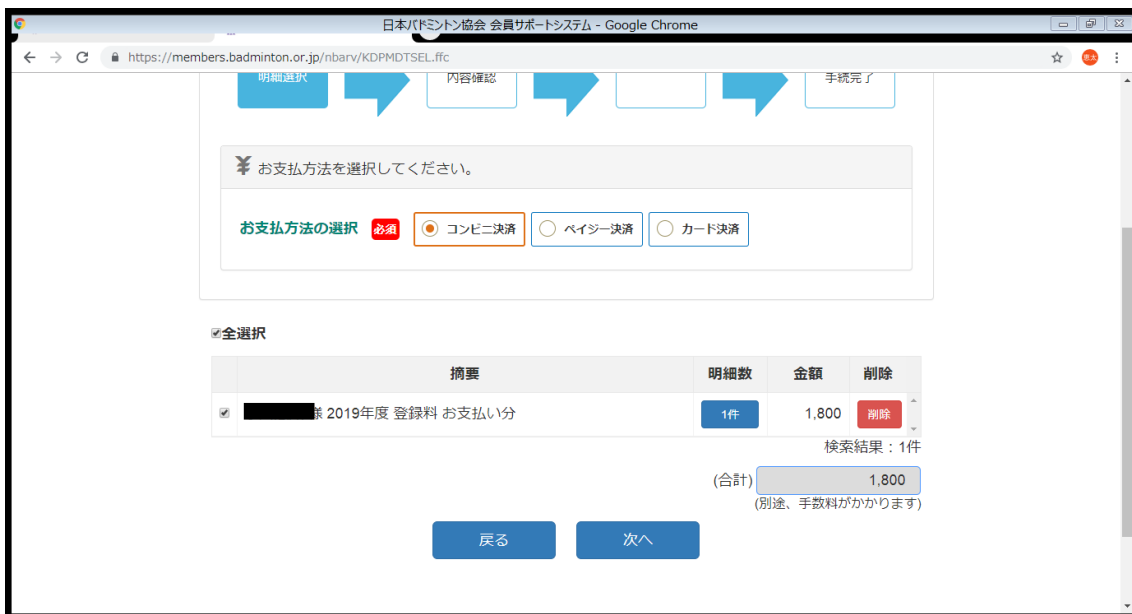 日本バドミントン協会 会員サポートシステム - Google Chrome
https://members.badminton.or.jp/nbarv/KDPMDTSEL.ffc
恵太
明細選択
内容確認
手続完了
お支払方法を選択してください。
お支払方法の選択 必須 コンビニ決済 ペイジー決済 カード決済
全選択
摘要 明細数 金額 削除
様 2019年度 登録料 お支払い分 1件 1,800 削除
検索結果:1件
(合計) 1,800
(別途、手数料がかかります)
戻る 次へ